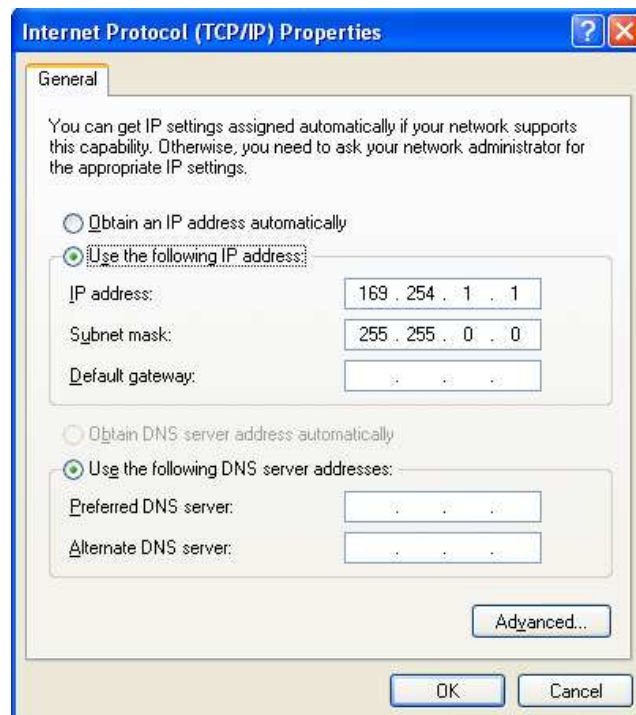 Internet Protocol (TCP/IP) Properties
General
You can get IP settings assigned automatically if your network supports
this capability. Otherwise, you need to ask your network administrator for
the appropriate IP settings.
Obtain an IP address automatically
Use the following IP address:
IP address: 169 . 254 . 1 . 1
Subnet mask: 255 . 255 . 0 . 0
Default gateway: . . .
Obtain DNS server address automatically
Use the following DNS server addresses:
Preferred DNS server: . . .
Alternate DNS server: . . .
Advanced...
OK Cancel